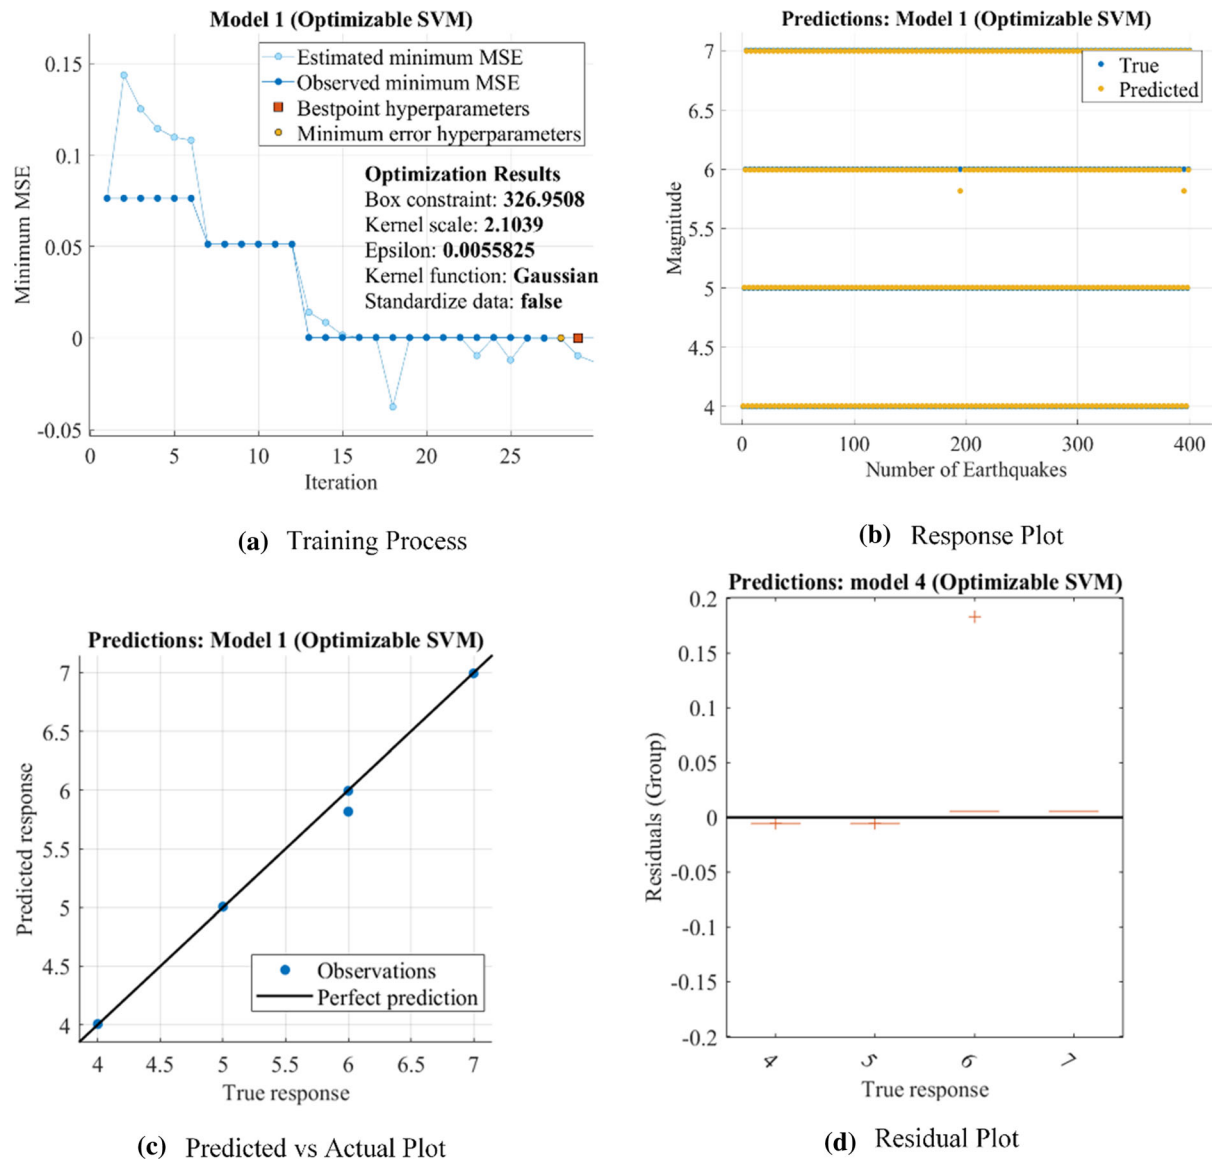 Model 1 (Optimizable SVM)
Estimated minimum MSE
Observed minimum MSE
Bestpoint hyperparameters
Minimum error hyperparameters
Optimization Results
Box constraint: 326.9508
Kernel scale: 2.1039
Epsilon: 0.0055825
Kernel function: Gaussian
Standardize data: false
Minimum MSE
0.15
0.1
0.05
0
-0.05
0 5 10 15 20 25
Iteration
(a) Training Process
Predictions: Model 1 (Optimizable SVM)
True
Predicted
Magnitude
7
6.5
6
5.5
5
4.5
4
0 100 200 300 400
Number of Earthquakes
(b) Response Plot
Predictions: Model 1 (Optimizable SVM)
Predicted response
7
6.5
6
5.5
5
4.5
4
Observations
Perfect prediction
4 4.5 5 5.5 6 6.5 7
True response
(c) Predicted vs Actual Plot
Predictions: model 4 (Optimizable SVM)
Residuals (Group)
0.2
0.15
0.1
0.05
0
-0.05
-0.1
-0.15
-0.2
4 5 6 7
True response
(d) Residual Plot